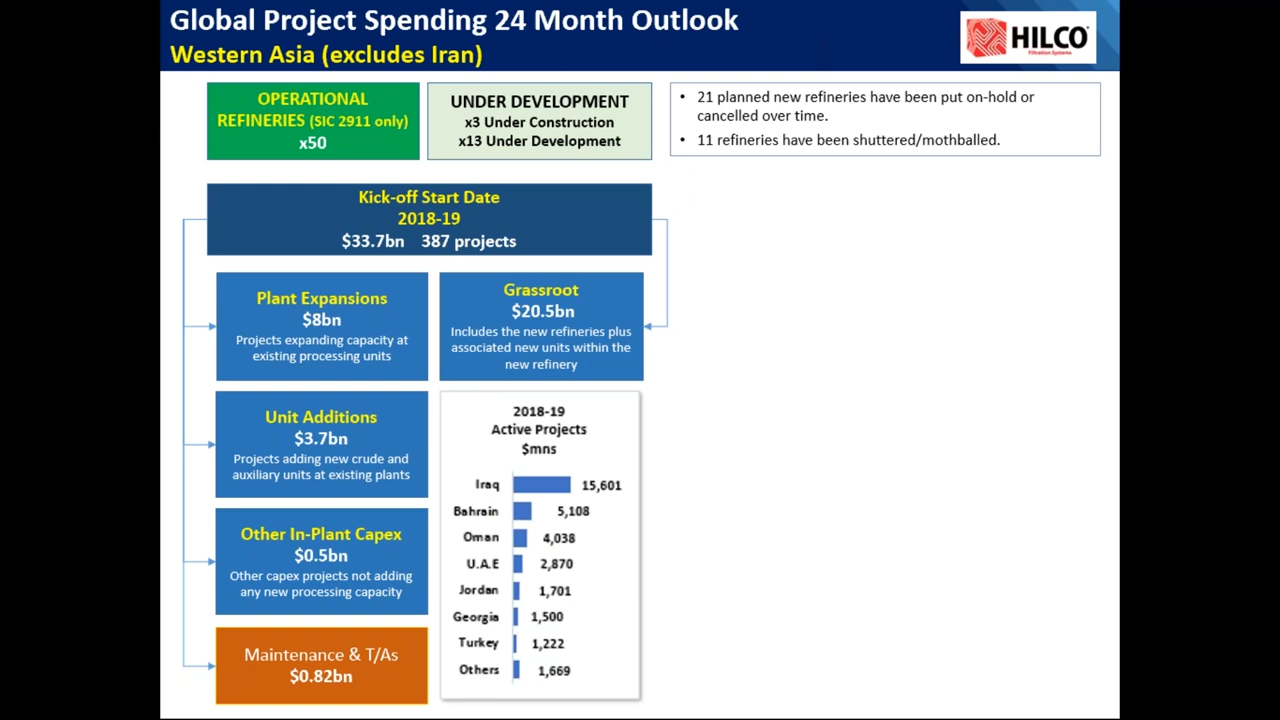 Global Project Spending 24 Month Outlook
Western Asia (excludes Iran)
HILCO
Filtration Systems
OPERATIONAL
REFINERIES (SIC 2911 only)
x50
UNDER DEVELOPMENT
x3 Under Construction
x13 Under Development
• 21 planned new refineries have been put on-hold or
cancelled over time.
• 11 refineries have been shuttered/mothballed.
Kick-off Start Date
2018-19
$33.7bn 387 projects
Plant Expansions
$8bn
Projects expanding capacity at
existing processing units
Grassroot
$20.5bn
Includes the new refineries plus
associated new units within the
new refinery
Unit Additions
$3.7bn
Projects adding new crude and
auxiliary units at existing plants
Other In-Plant Capex
$0.5bn
Other capex projects not adding
any new processing capacity
Maintenance & T/As
$0.82bn
2018-19
Active Projects
$mns
Iraq 15,601
Bahrain 5,108
Oman 4,038
U.A.E 2,870
Jordan 1,701
Georgia 1,500
Turkey 1,222
Others 1,669